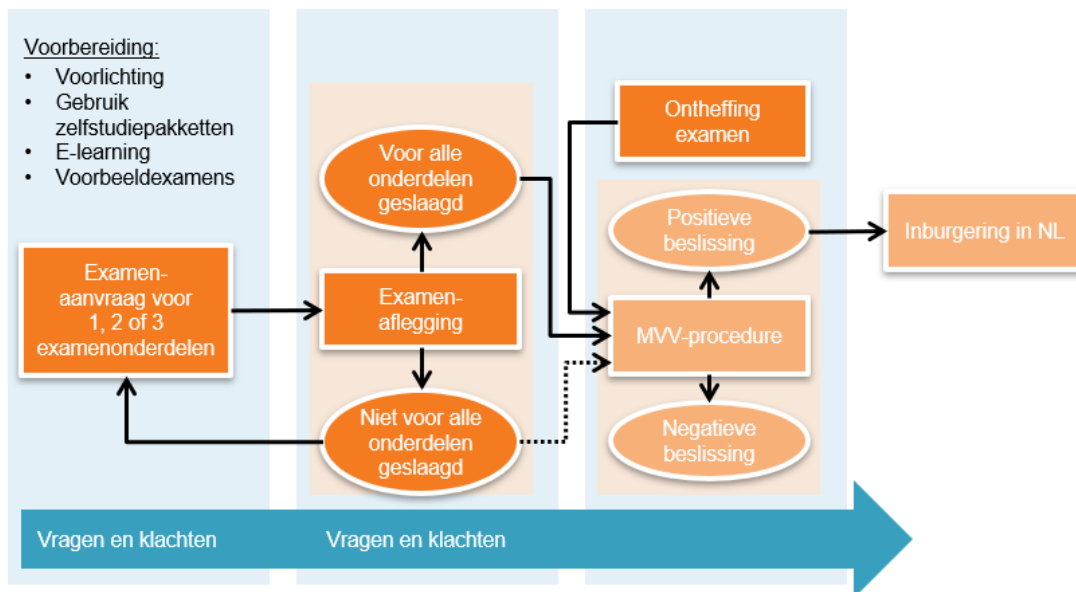 Voorbereiding:
• Voorlichting
• Gebruik
zelfstudiepakketten
• E-learning
• Voorbeeldexamens
Examen-
aanvraag voor
1, 2 of 3
examenonderdelen
Voor alle
onderdelen
geslaagd
Examen-
aflegging
Niet voor alle
onderdelen
geslaagd
Ontheffing
examen
Positieve
beslissing
MVV-procedure
Negatieve
beslissing
Inburgering in NL
Vragen en klachten
Vragen en klachten